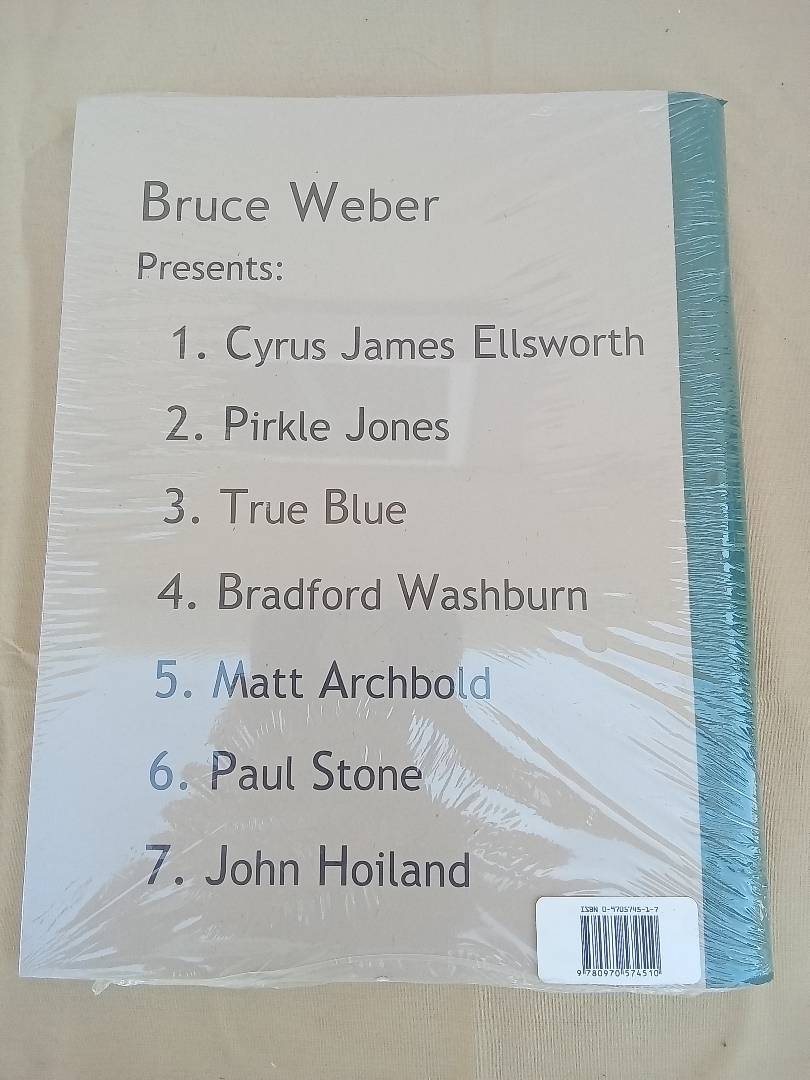 Bruce Weber
Presents:
1. Cyrus James Ellsworth
2. Pirkle Jones
3. True Blue
4. Bradford Washburn
5. Matt Archbold
6. Paul Stone
7. John Hoiland
ISBN 0-9705745-1-7
9 780970 574510